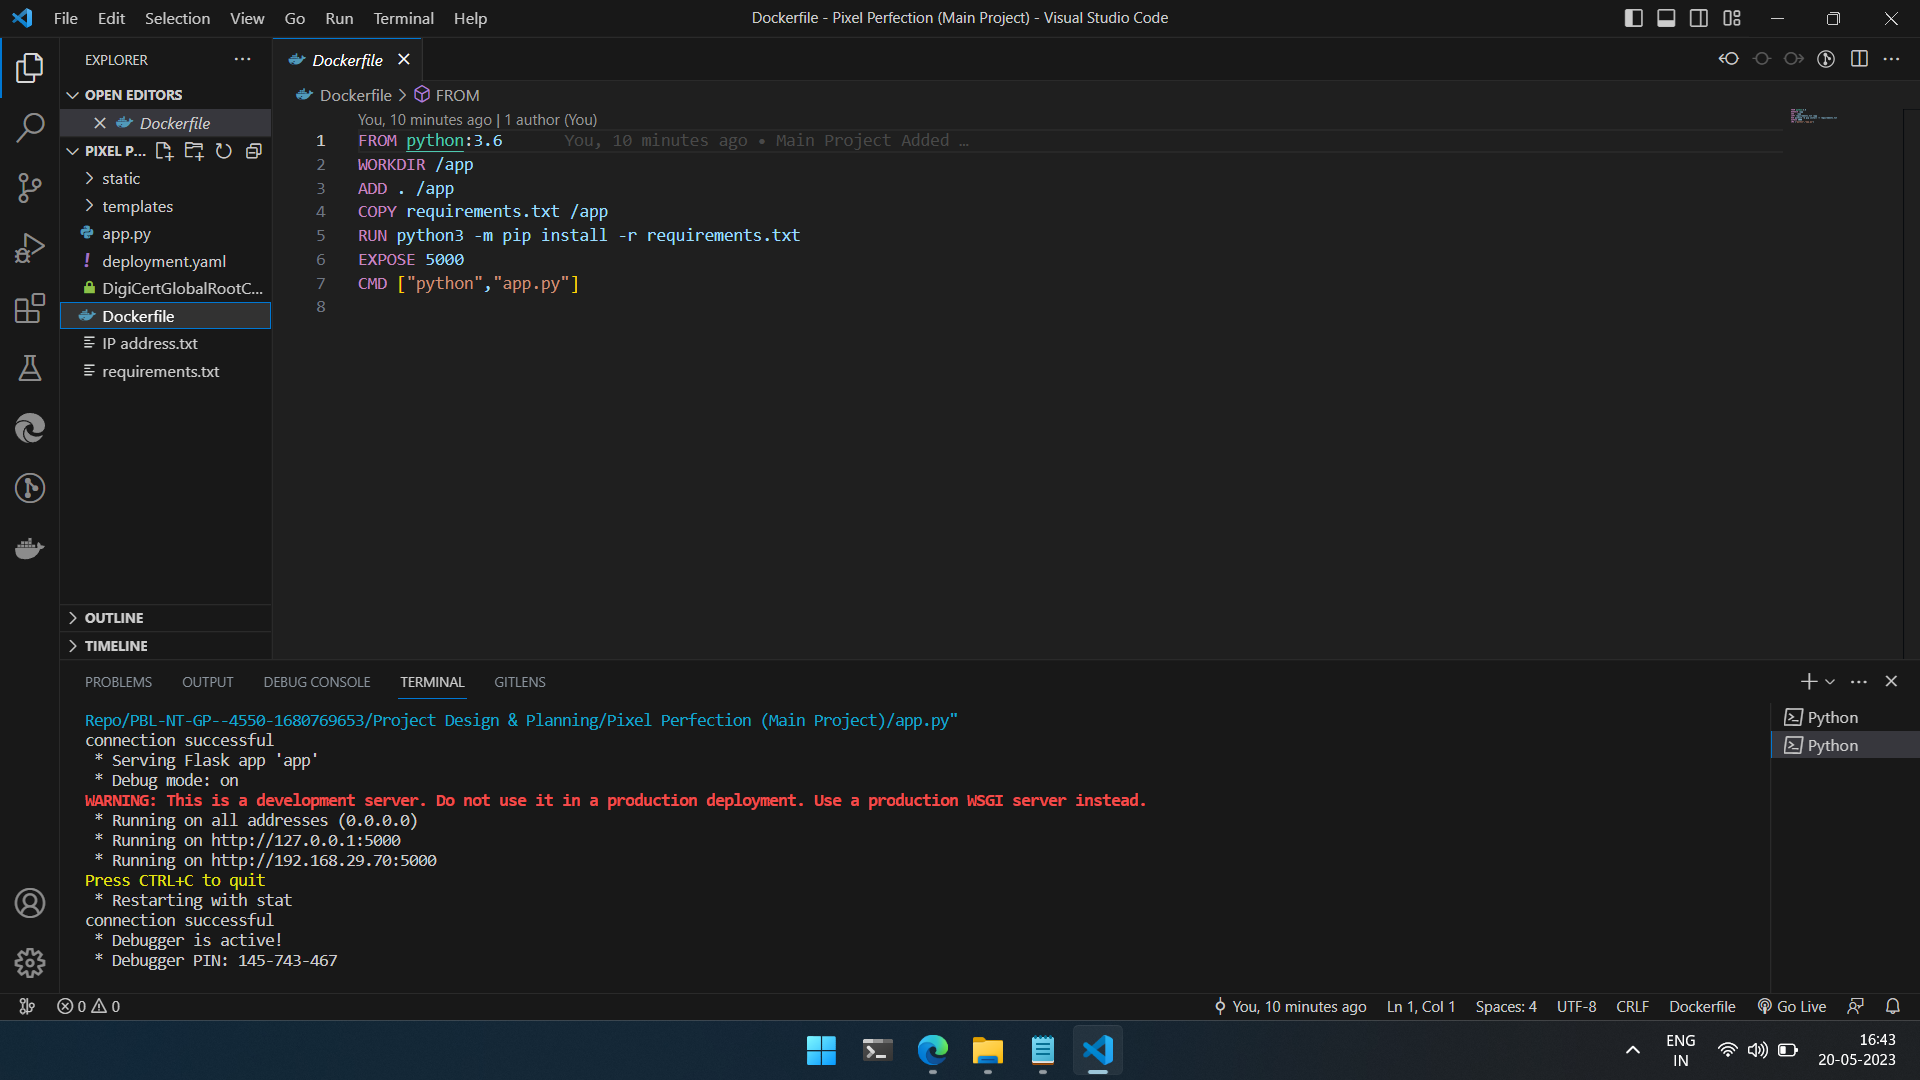 File Edit Selection View Go Run Terminal Help
Dockerfile - Pixel Perfection (Main Project) - Visual Studio Code
EXPLORER
OPEN EDITORS
Dockerfile
PIXEL P...
static
templates
app.py
deployment.yaml
DigiCertGlobalRootC...
Dockerfile
IP address.txt
requirements.txt
OUTLINE
TIMELINE
Dockerfile
Dockerfile > FROM
You, 10 minutes ago | 1 author (You)
1 FROM python:3.6 You, 10 minutes ago • Main Project Added …
2 WORKDIR /app
3 ADD . /app
4 COPY requirements.txt /app
5 RUN python3 -m pip install -r requirements.txt
6 EXPOSE 5000
7 CMD ["python","app.py"]
8
PROBLEMS OUTPUT DEBUG CONSOLE TERMINAL GITLENS
Repo/PBL-NT-GP--4550-1680769653/Project Design & Planning/Pixel Perfection (Main Project)/app.py"
connection successful
* Serving Flask app 'app'
* Debug mode: on
WARNING: This is a development server. Do not use it in a production deployment. Use a production WSGI server instead.
* Running on all addresses (0.0.0.0)
* Running on http://127.0.0.1:5000
* Running on http://192.168.29.70:5000
Press CTRL+C to quit
* Restarting with stat
connection successful
* Debugger is active!
* Debugger PIN: 145-743-467
Python
Python
0 0
You, 10 minutes ago Ln 1, Col 1 Spaces: 4 UTF-8 CRLF Dockerfile Go Live
ENG
IN
16:43
20-05-2023